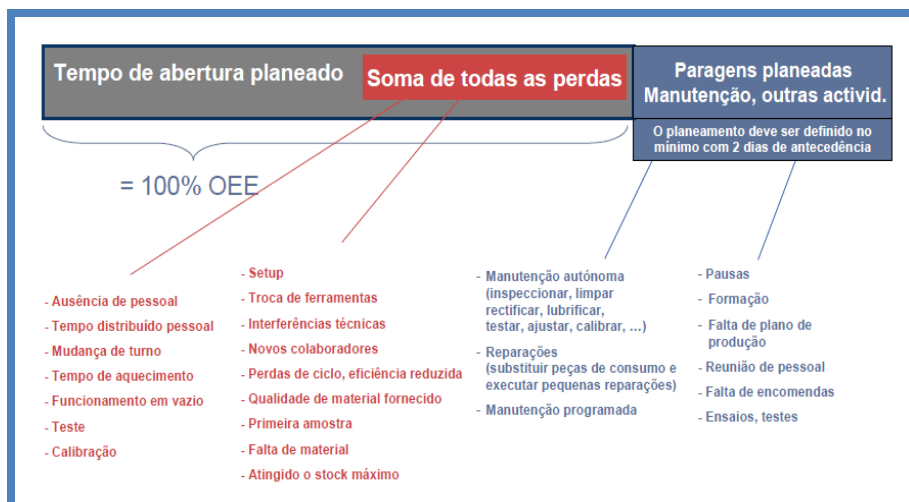 Tempo de abertura planeado
Soma de todas as perdas
Paragens planeadas
Manutenção, outras activid.
O planeamento deve ser definido no
mínimo com 2 dias de antecedência
= 100% OEE
- Ausência de pessoal
- Tempo distribuído pessoal
- Mudança de turno
- Tempo de aquecimento
- Funcionamento em vazio
- Teste
- Calibração
- Setup
- Troca de ferramentas
- Interferências técnicas
- Novos colaboradores
- Perdas de ciclo, eficiência reduzida
- Qualidade de material fornecido
- Primeira amostra
- Falta de material
- Atingido o stock máximo
- Manutenção autónoma
(inspeccionar, limpar
rectificar, lubrificar,
testar, ajustar, calibrar, ...)
- Reparações
(substituir peças de consumo e
executar pequenas reparações)
- Manutenção programada
- Pausas
- Formação
- Falta de plano de
produção
- Reunião de pessoal
- Falta de encomendas
- Ensaios, testes